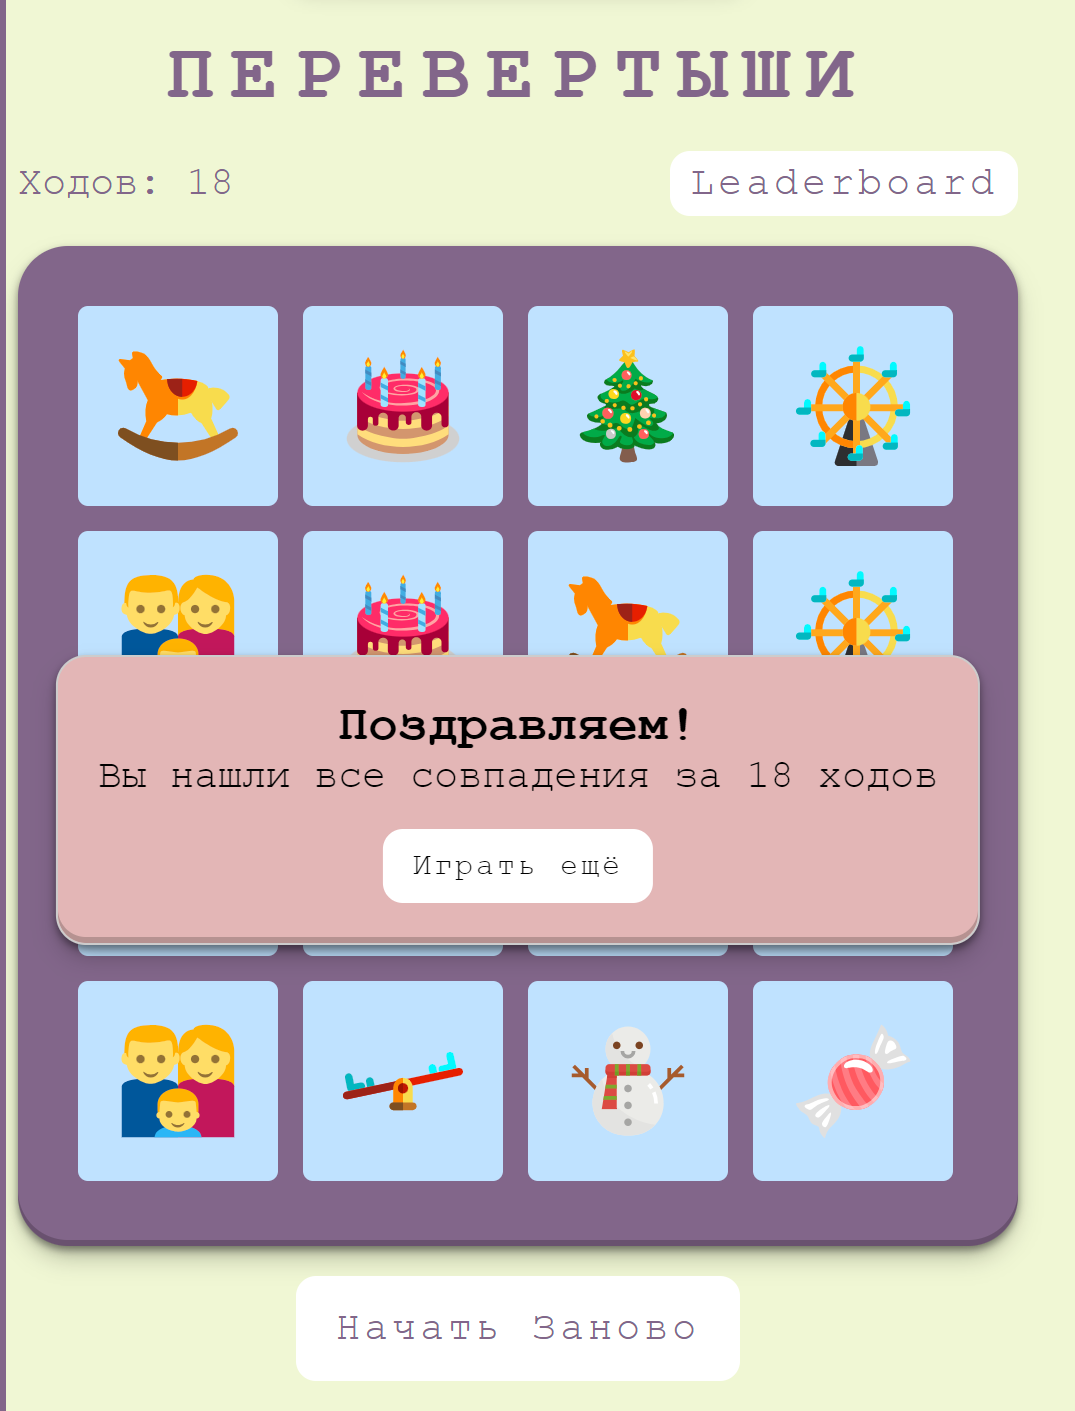 ПЕРЕВЕРТЫШИ
Ходов: 18
Leaderboard
Поздравляем!
Вы нашли все совпадения за 18 ходов
Играть ещё
Начать Заново